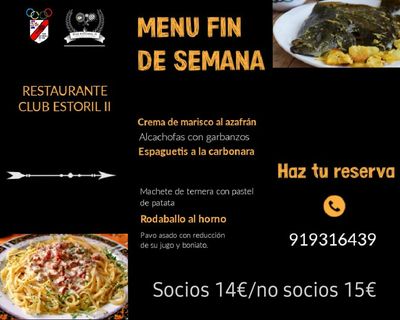 RESTAURANTE
CLUB ESTORIL II
MENU FIN
DE SEMANA
Crema de marisco al azafrán
Alcachofas con garbanzos
Espaguetis a la carbonara
Machete de ternera con pastel
de patata
Rodaballo al horno
Pavo asado con reducción
de su jugo y boniato.
Haz tu reserva
919316439
Socios 14€/no socios 15€